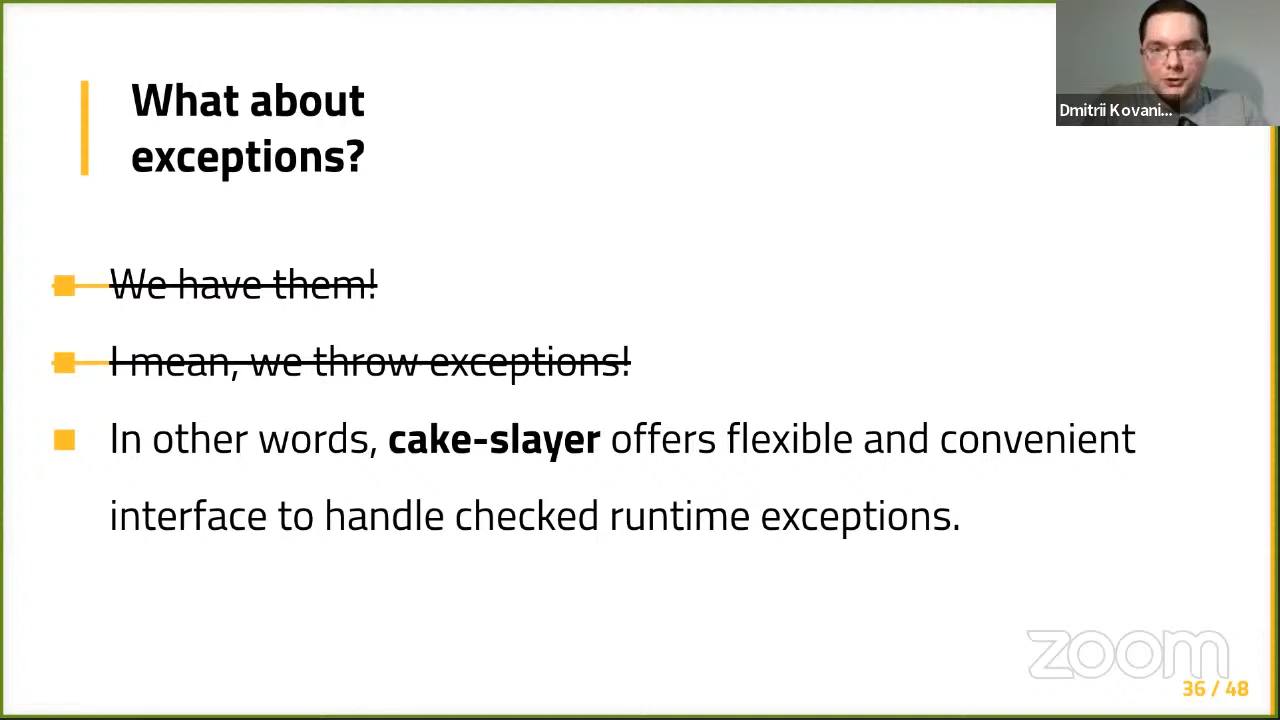 What about
exceptions?
Dmitrii Kovani...
We have them!
I mean, we throw exceptions!
In other words, cake-slayer offers flexible and convenient
interface to handle checked runtime exceptions.
zoom
36 / 48